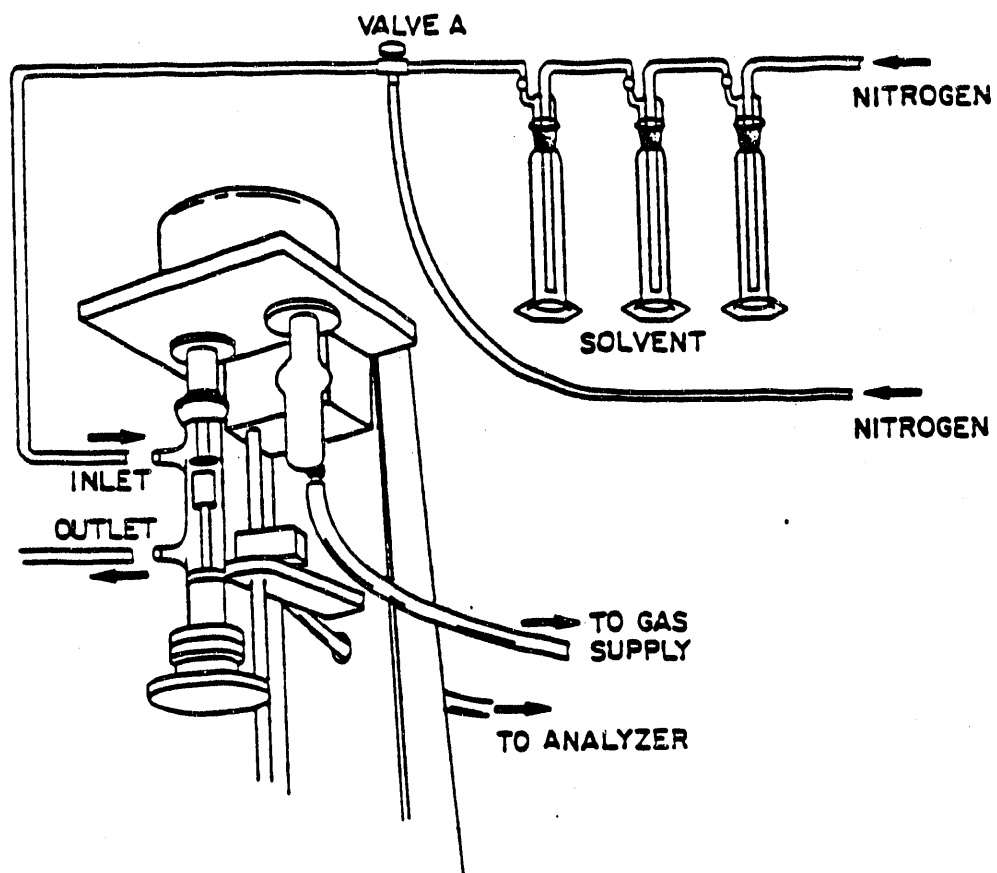 VALVE A
NITROGEN
SOLVENT
NITROGEN
INLET
OUTLET
TO GAS
SUPPLY
TO ANALYZER